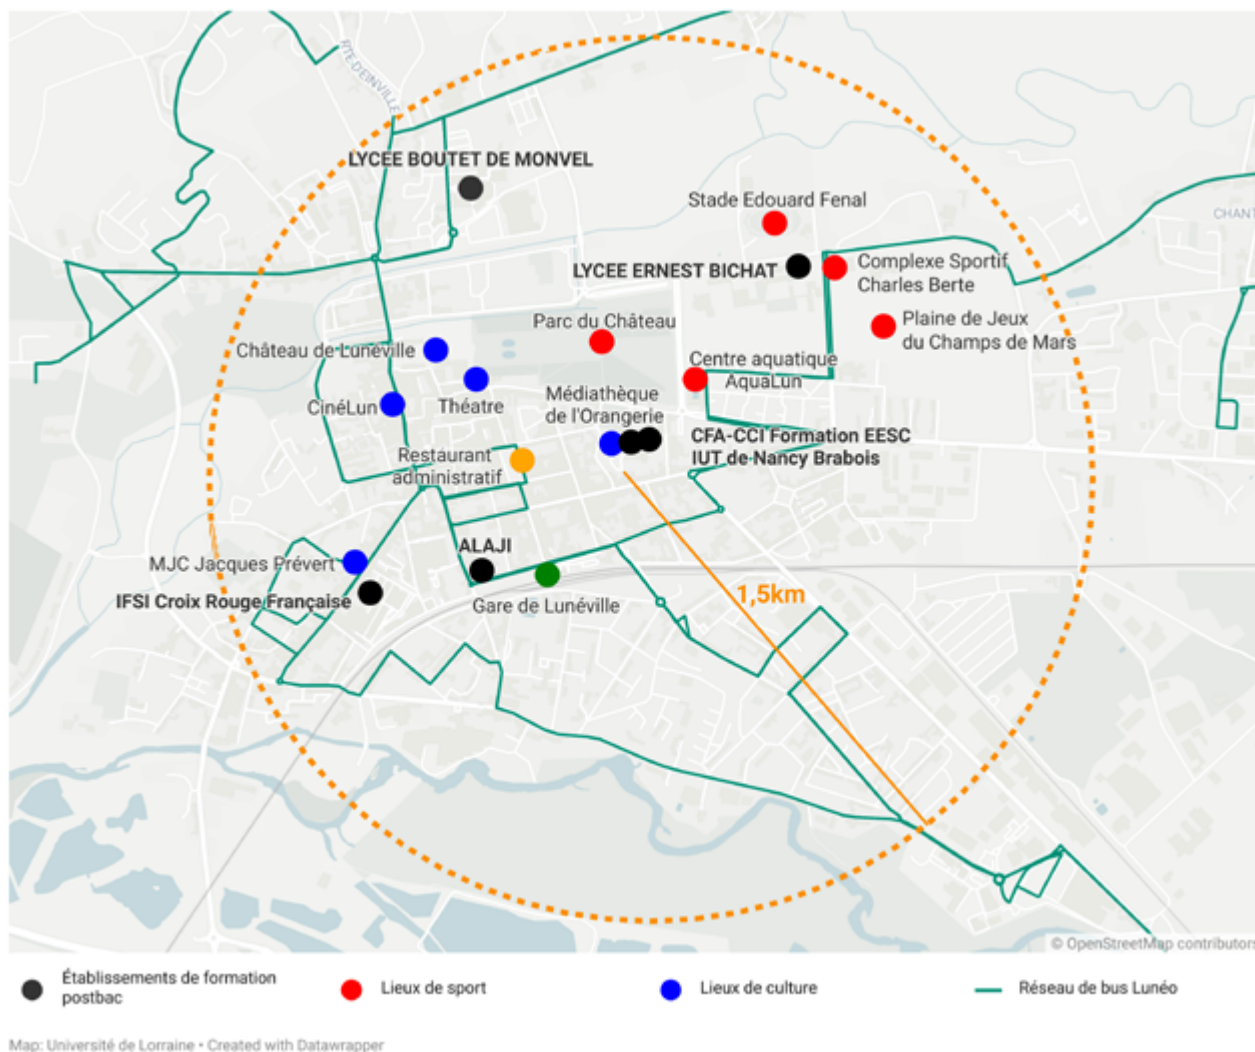 RTE-D'EINVILLE
LYCEE BOUTET DE MONVEL
Stade Edouard Fenal
CHANT
LYCEE ERNEST BICHAT
Complexe Sportif
Charles Berte
Parc du Château
Plaine de Jeux
du Champs de Mars
Château de Lunéville
Centre aquatique
AquaLun
CinéLun
Théatre
Médiathèque
de l'Orangerie
CFA-CCI Formation EESC
IUT de Nancy Brabois
Restaurant
administratif
ALAJI
MJC Jacques Prévert
IFSI Croix Rouge Française
Gare de Lunéville
1,5km
© OpenStreetMap contributors
Établissements de formation
postbac
Lieux de sport
Lieux de culture
Réseau de bus Lunéo
Map: Université de Lorraine • Created with Datawrapper